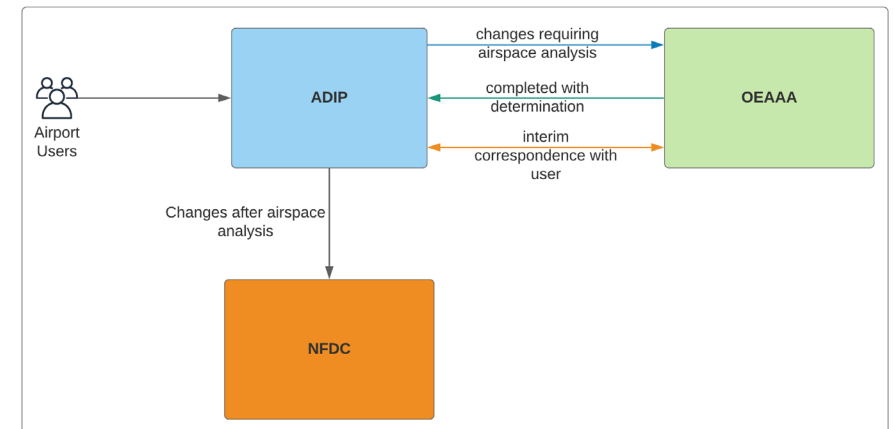 changes requiring
airspace analysis
ADIP
completed with
determination
OEAAA
Airport
Users
interim
correspondence with
user
Changes after airspace
analysis
NFDC